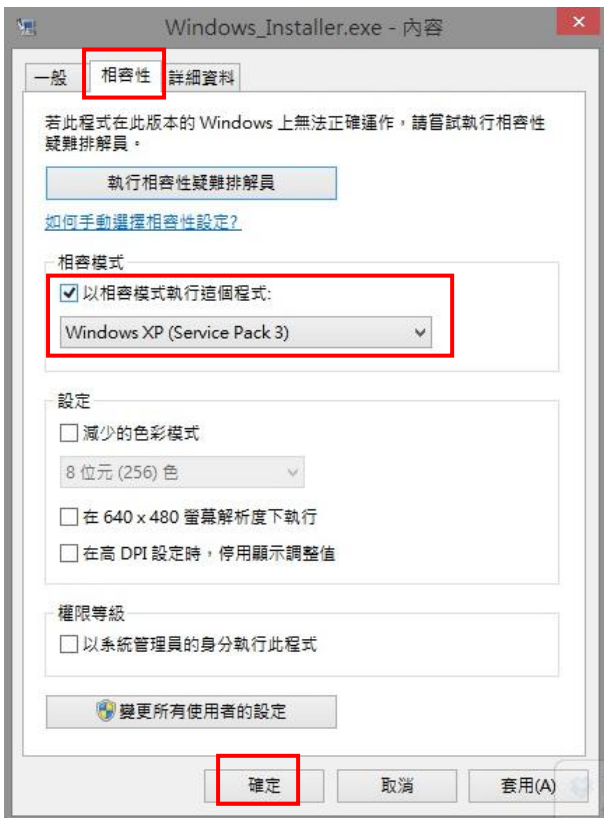 Windows_Installer.exe - 內容
一般
相容性
詳細資料
若此程式在此版本的 Windows 上無法正確運作，請嘗試執行相容性
疑難排解員。
執行相容性疑難排解員
如何手動選擇相容性設定?
相容模式
以相容模式執行這個程式:
Windows XP (Service Pack 3)
設定
減少的色彩模式
8 位元 (256) 色
在 640 x 480 螢幕解析度下執行
在高 DPI 設定時，停用顯示調整值
權限等級
以系統管理員的身分執行此程式
變更所有使用者的設定
確定
取消
套用(A)